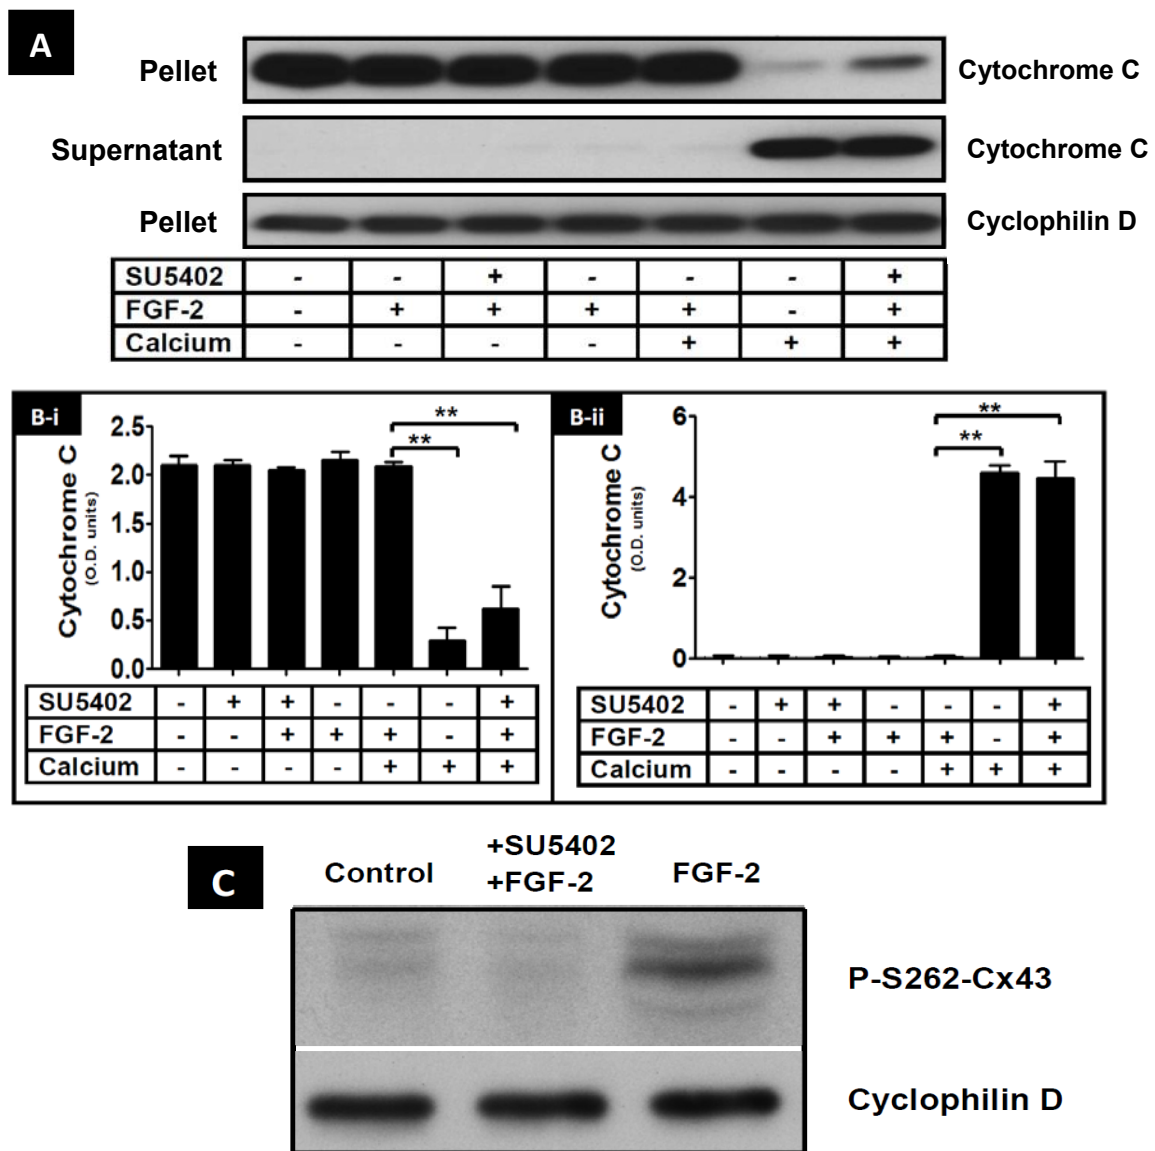 A
Pellet Cytochrome C
Supernatant Cytochrome C
Pellet Cyclophilin D
SU5402 - - + - - - +
FGF-2 - + + + + - +
Calcium - - - - + + +
B-i
**
**
2.5
2.0
1.5
1.0
0.5
0.0
Cytochrome C
(O.D. units)
SU5402 - + + - - - +
FGF-2 - - + + + - +
Calcium - - - - + + +
B-ii
**
**
6
4
2
0
Cytochrome C
(O.D. units)
SU5402 - + + - - - +
FGF-2 - - + + + - +
Calcium - - - - + + +
C
Control
+SU5402
+FGF-2
FGF-2
P-S262-Cx43
Cyclophilin D